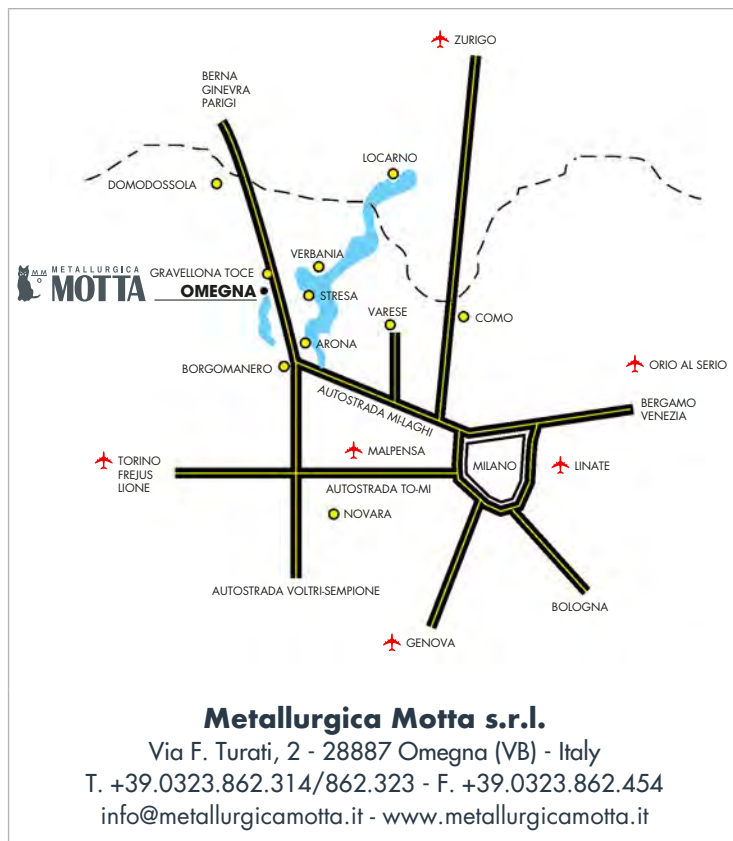 ZURIGO
BERNA
GINEVRA
PARIGI
LOCARNO
DOMODOSSOLA
VERBANIA
GRAVELLONA TOCE
MM METALLURGICA
MOTTA
OMEGNA
STRESA
VARESE
COMO
ARONA
BORGOMANERO
ORIO AL SERIO
AUTOSTRADA MI-LAGHI
BERGAMO
VENEZIA
MALPENSA
TORINO
FREJUS
LIONE
MILANO
LINATE
AUTOSTRADA TO-MI
NOVARA
AUTOSTRADA VOLTRI-SEMPIONE
BOLOGNA
GENOVA
Metallurgica Motta s.r.l.
Via F. Turati, 2 - 28887 Omegna (VB) - Italy
T. +39.0323.862.314/862.323 - F. +39.0323.862.454
info@metallurgicamotta.it - www.metallurgicamotta.it